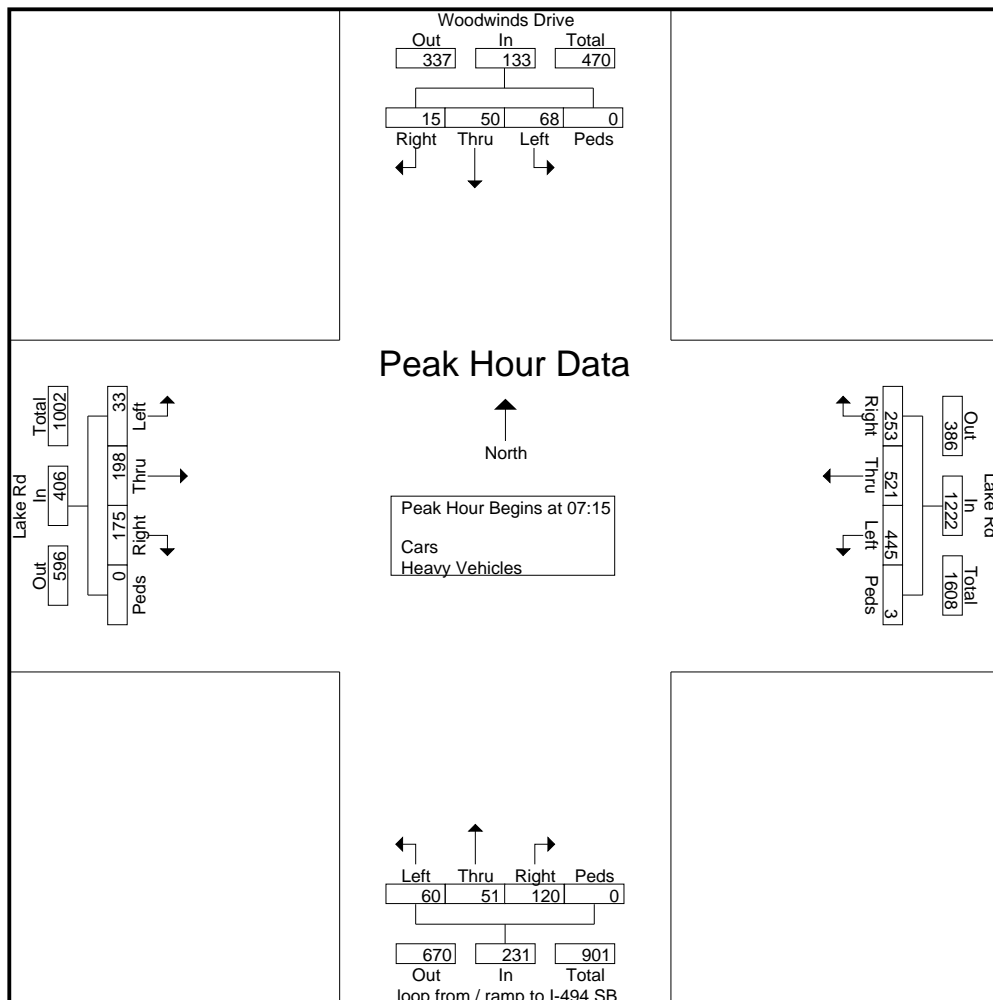 Woodwinds Drive
Out In Total
337 133 470
15 50 68 0
Right Thru Left Peds
Peak Hour Data
North
Peak Hour Begins at 07:15
Cars
Heavy Vehicles
Lake Rd
Out In Total
596 406 1002
33 198 175 0
Left Thru Right Peds
Right Thru Left Peds
253 521 445 3
Out In Total
386 1222 1608
Lake Rd
Left Thru Right Peds
60 51 120 0
670 231 901
Out In Total
loop from / ramp to I-494 SB